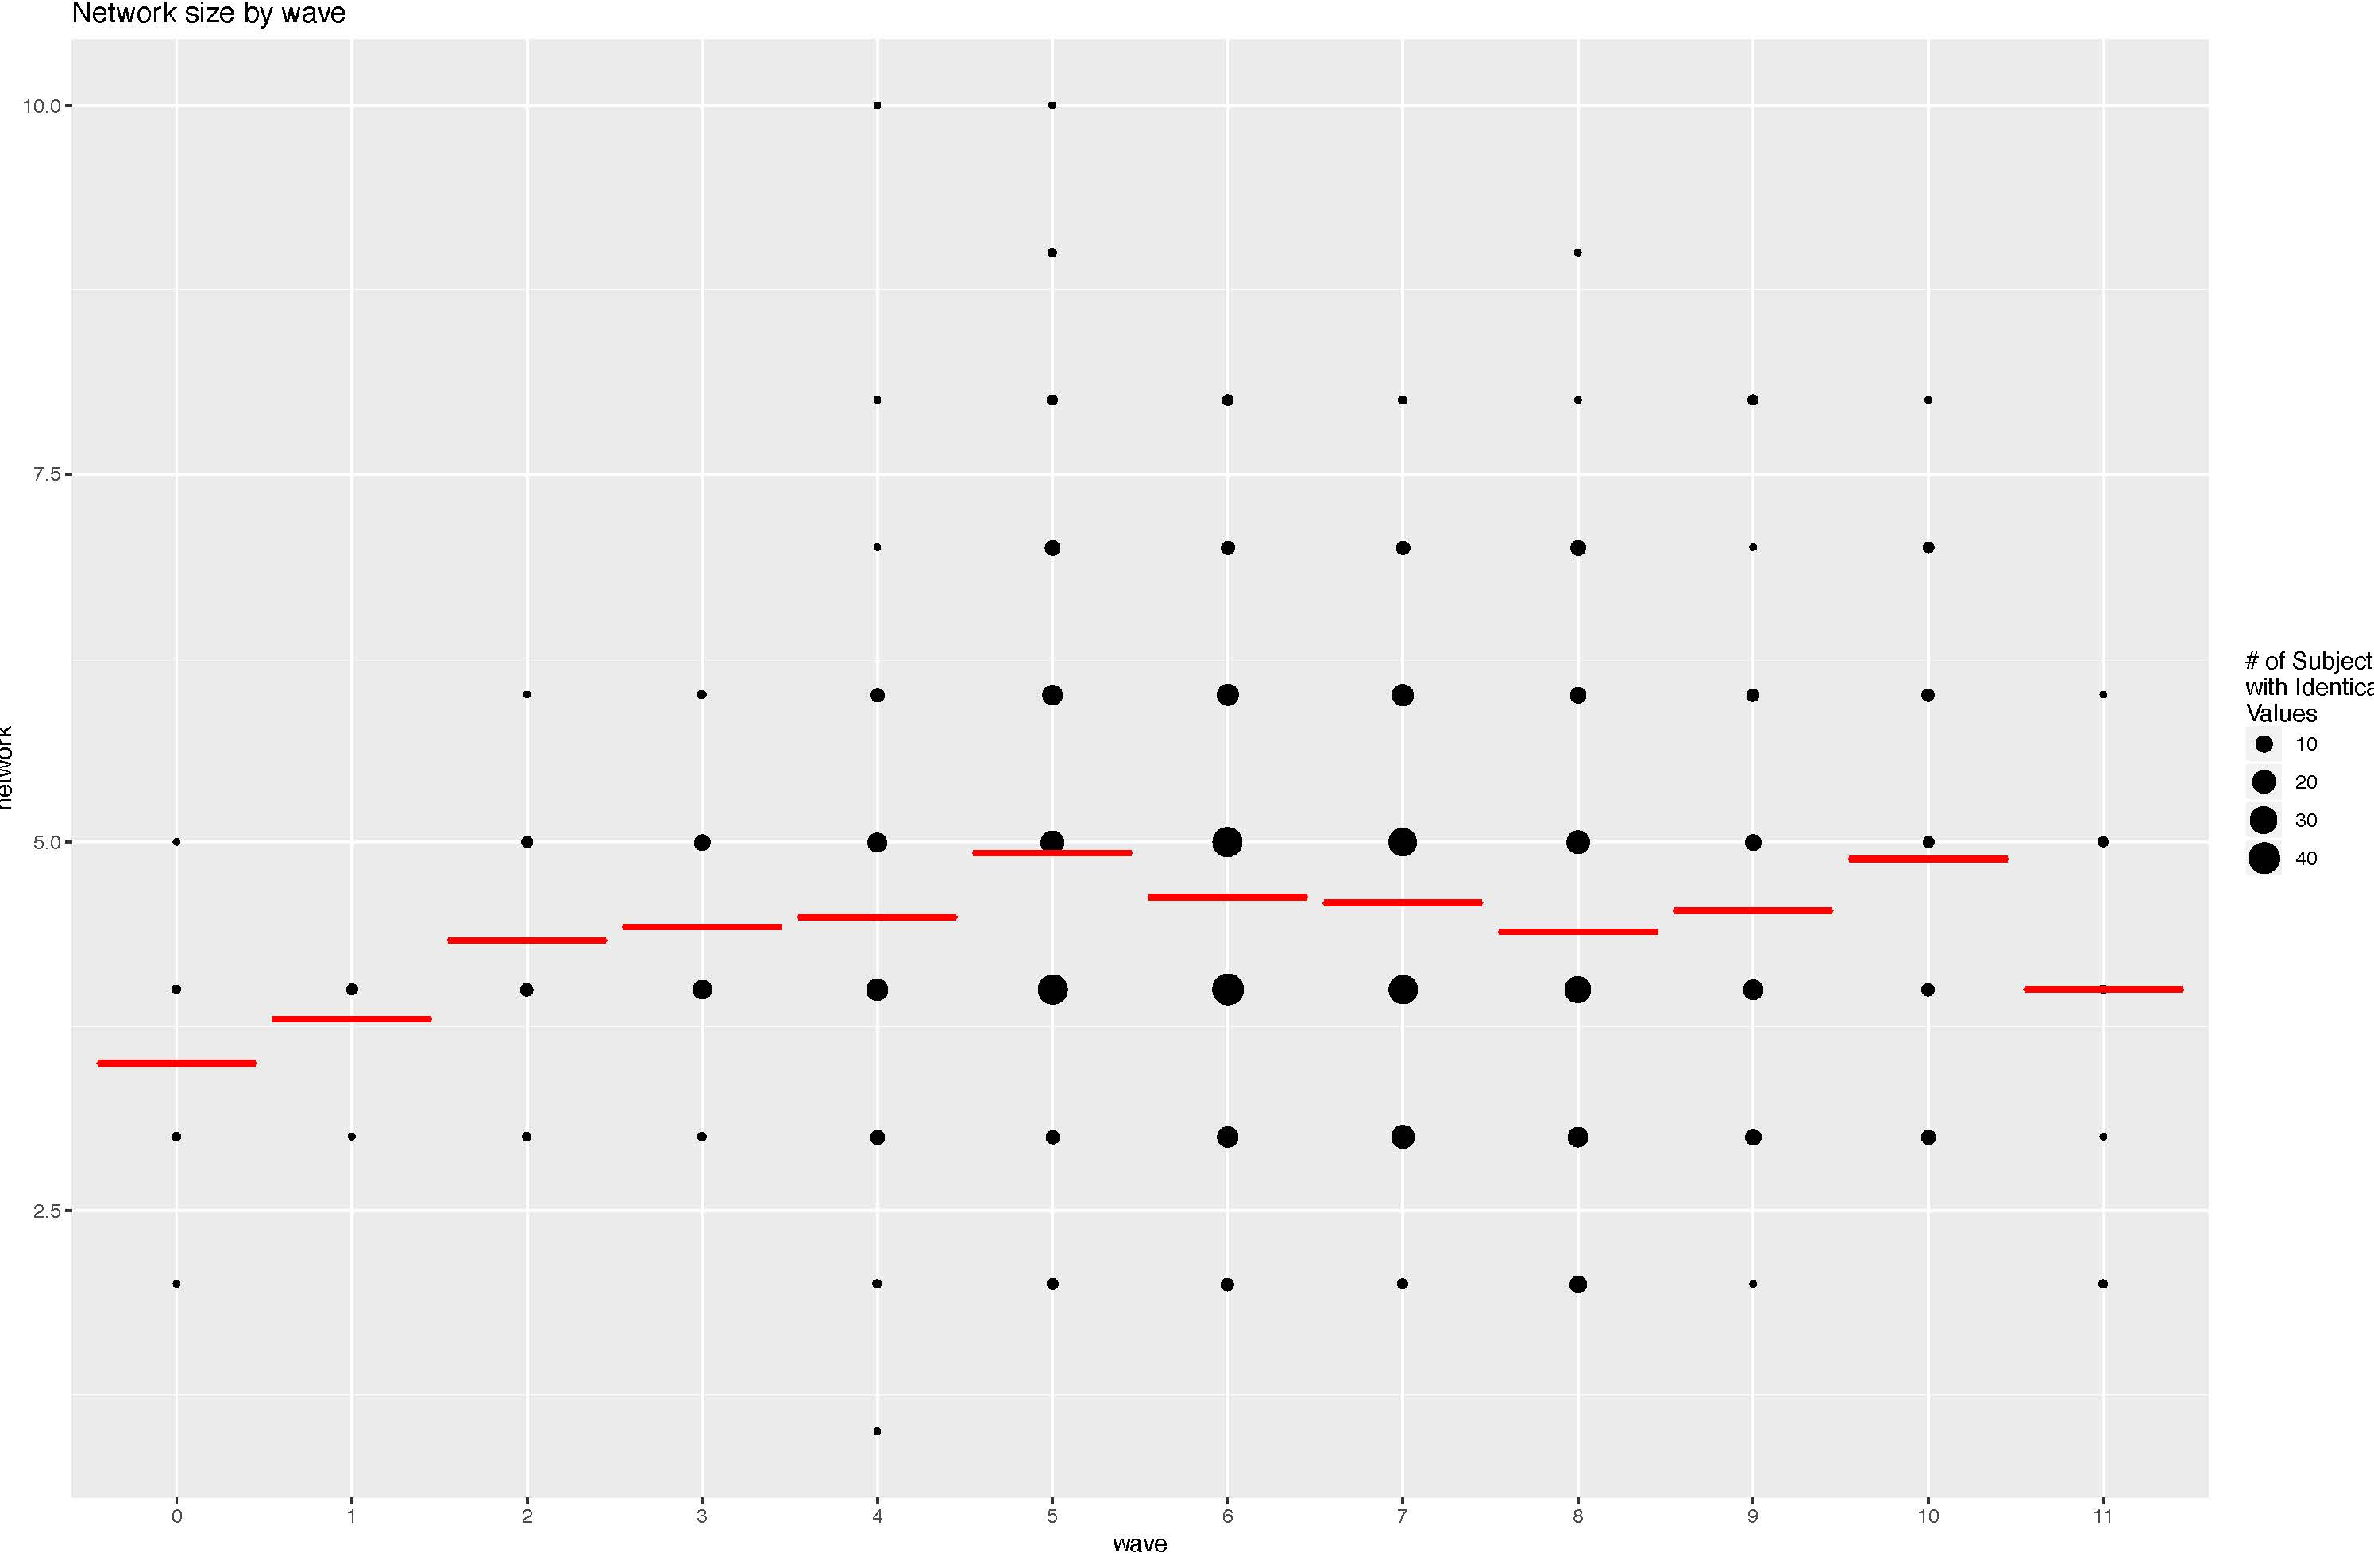 Network size by wave
10.0
7.5
5.0
2.5
network
0 1 2 3 4 5 6 7 8 9 10 11
wave
# of Subject
with Identica
Values
10
20
30
40